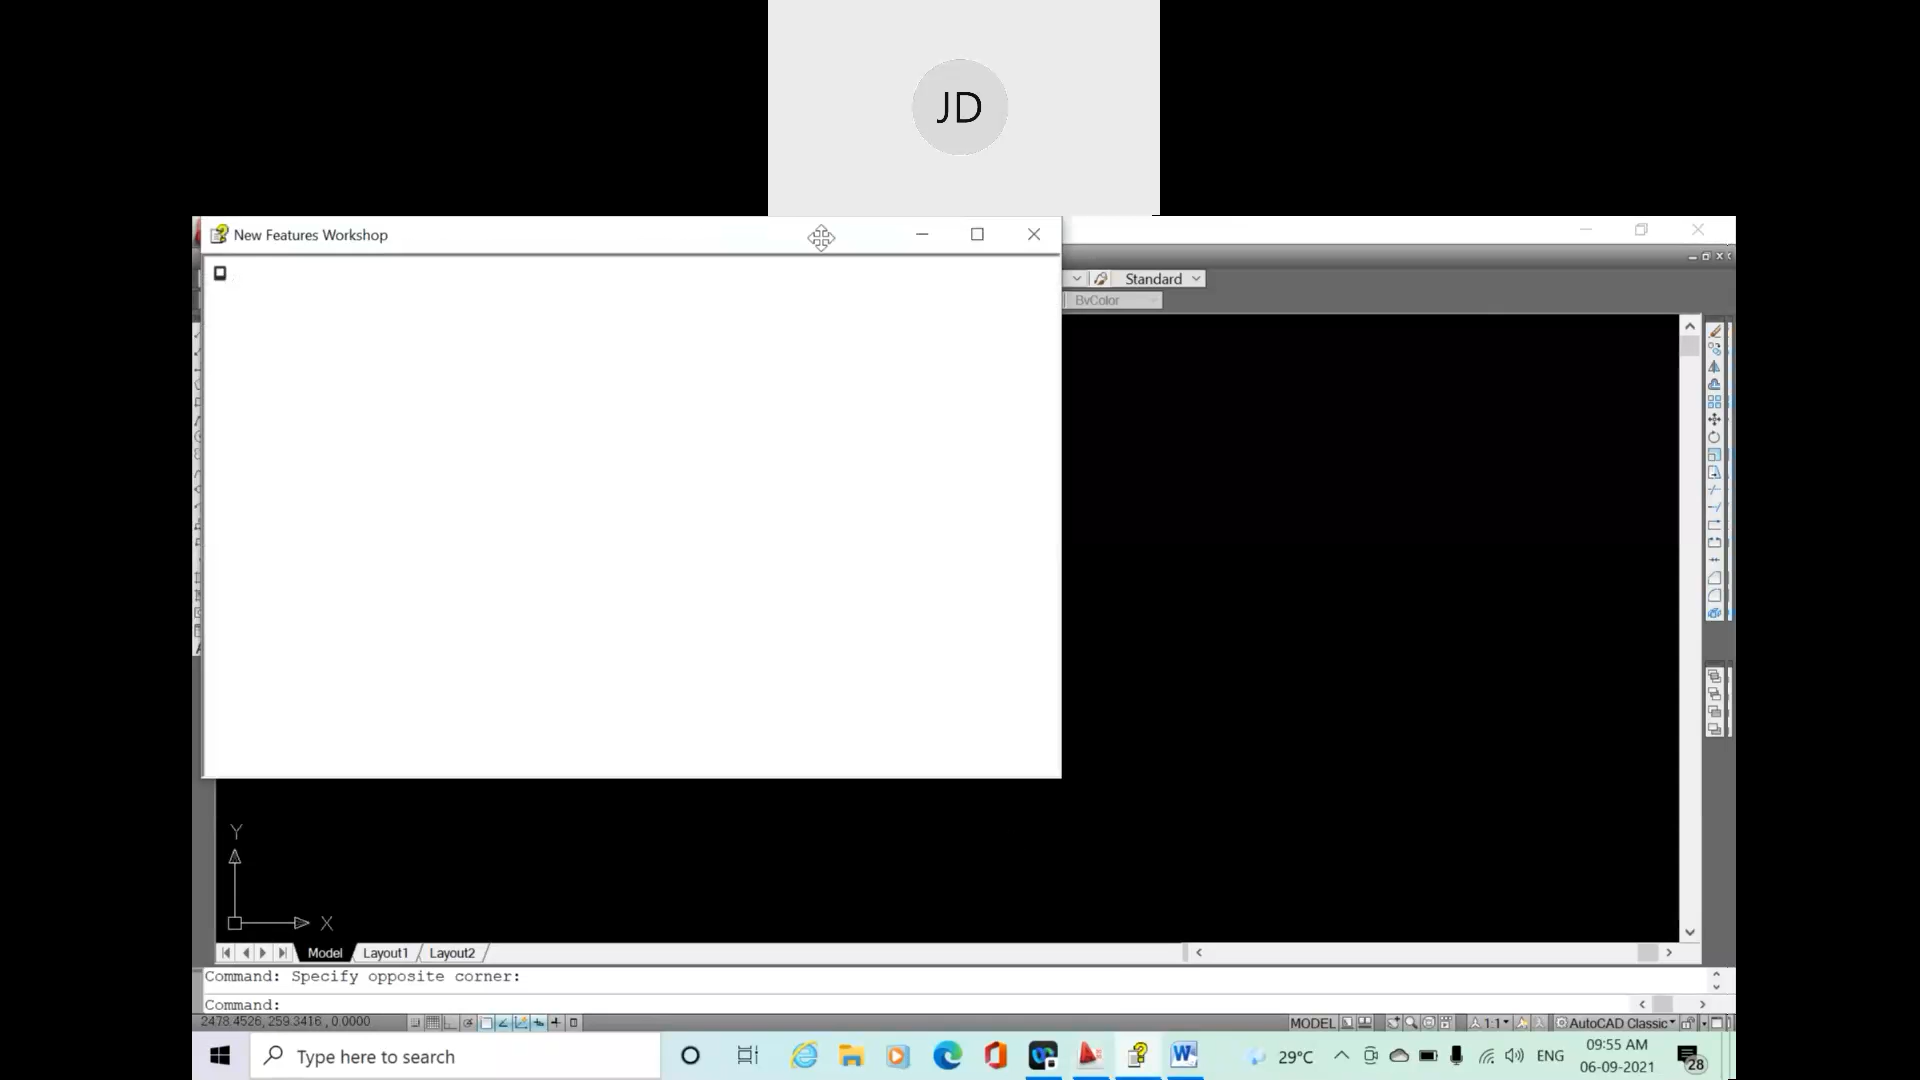 JD
New Features Workshop
Standard
BvColor
Y
X
Model
Layout1
Layout2
Command: Specify opposite corner:
Command:
2478.4526, 259.3416 , 0.0000
MODEL
1:1
AutoCAD Classic
Type here to search
29°C
ENG
09:55 AM
06-09-2021
28